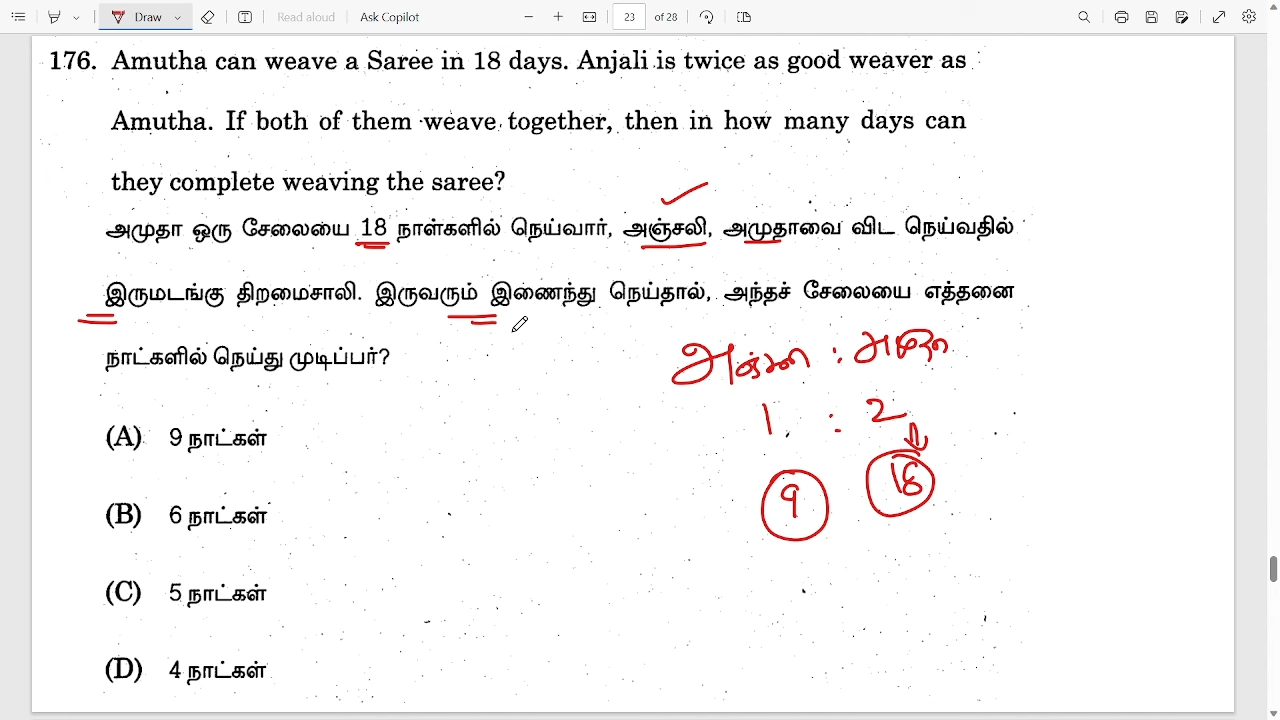 Draw
Read aloud
Ask Copilot
23 of 28
176. Amutha can weave a Saree in 18 days. Anjali is twice as good weaver as
Amutha. If both of them weave together, then in how many days can
they complete weaving the saree?
அமுதா ஒரு சேலையை 18 நாள்களில் நெய்வார், அஞ்சலி, அமுதாவை விட நெய்வதில்
இருமடங்கு திறமைசாலி. இருவரும் இணைந்து நெய்தால், அந்தச் சேலையை எத்தனை
நாட்களில் நெய்து முடிப்பர்?
அஞ்சலி : அமுதா
1 : 2
9 18
(A) 9 நாட்கள்
(B) 6 நாட்கள்
(C) 5 நாட்கள்
(D) 4 நாட்கள்